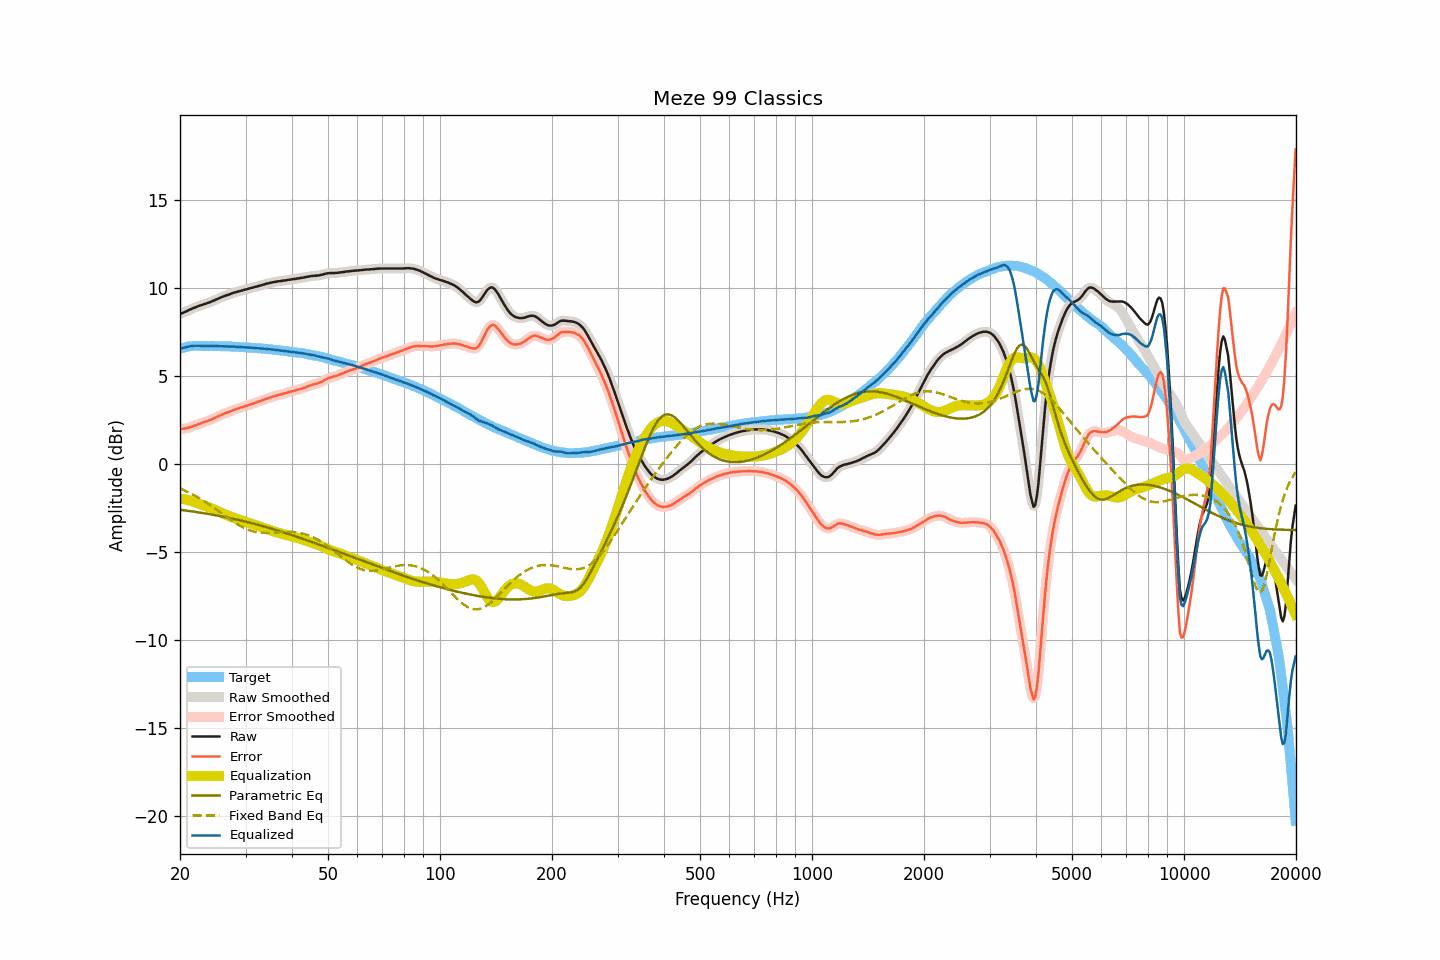 Meze 99 Classics
Amplitude (dBr)
15
10
5
0
−5
−10
−15
−20
Target
Raw Smoothed
Error Smoothed
Raw
Error
Equalization
Parametric Eq
Fixed Band Eq
Equalized
20 50 100 200 500 1000 2000 5000 10000 20000
Frequency (Hz)